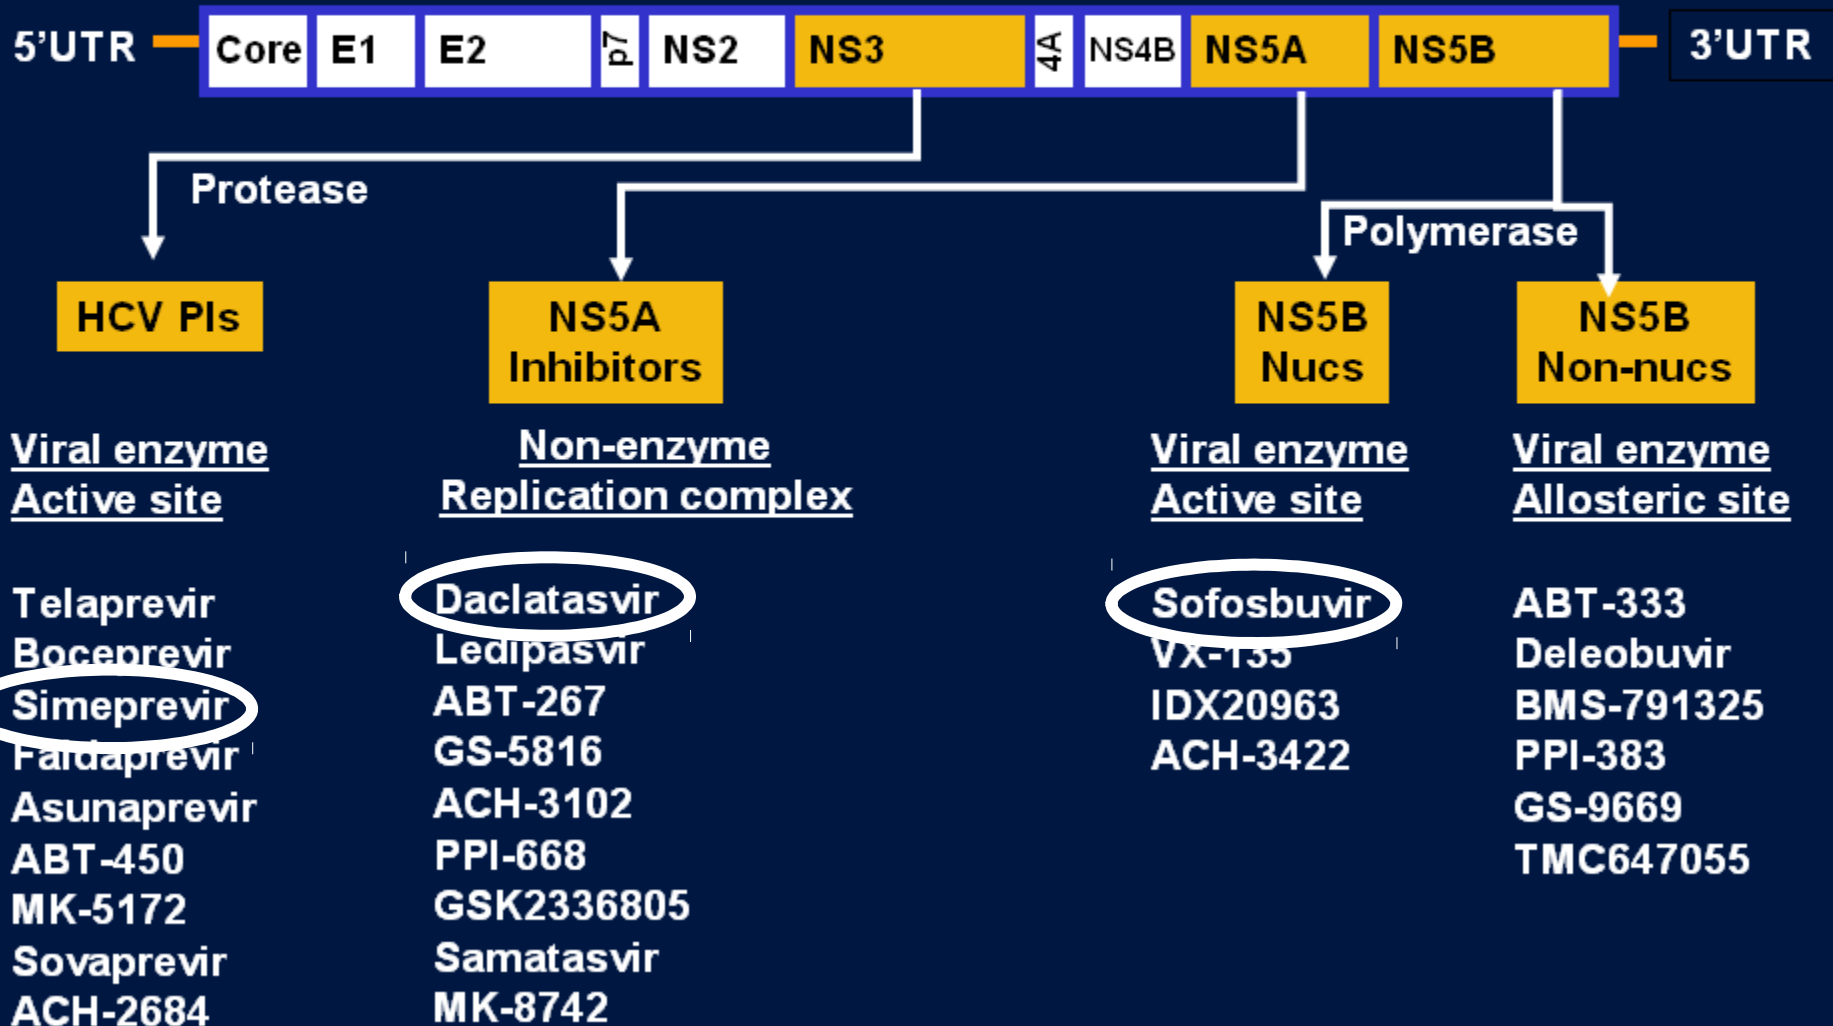 5’UTR Core E1 E2 p7 NS2 NS3 4A NS4B NS5A NS5B 3’UTR
Protease
Polymerase
HCV PIs
Viral enzyme
Active site
Telaprevir
Boceprevir
Simeprevir
Faldaprevir
Asunaprevir
ABT-450
MK-5172
Sovaprevir
ACH-2684
NS5A
Inhibitors
Non-enzyme
Replication complex
Daclatasvir
Ledipasvir
ABT-267
GS-5816
ACH-3102
PPI-668
GSK2336805
Samatasvir
MK-8742
NS5B
Nucs
Viral enzyme
Active site
Sofosbuvir
VX-135
IDX20963
ACH-3422
NS5B
Non-nucs
Viral enzyme
Allosteric site
ABT-333
Deleobuvir
BMS-791325
PPI-383
GS-9669
TMC647055